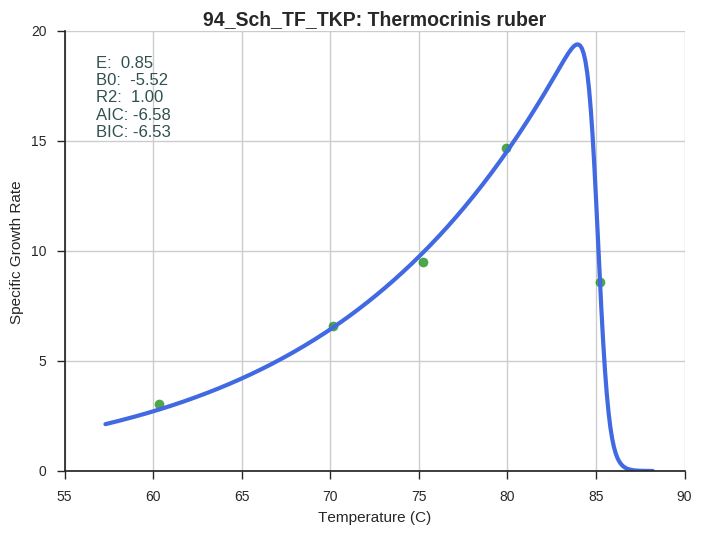 94_Sch_TF_TKP: Thermocrinis ruber
20
E:  0.85
B0:  -5.52
R2:  1.00
AIC: -6.58
BIC: -6.53
15
Specific Growth Rate
10
5
0
55 60 65 70 75 80 85 90
Temperature (C)